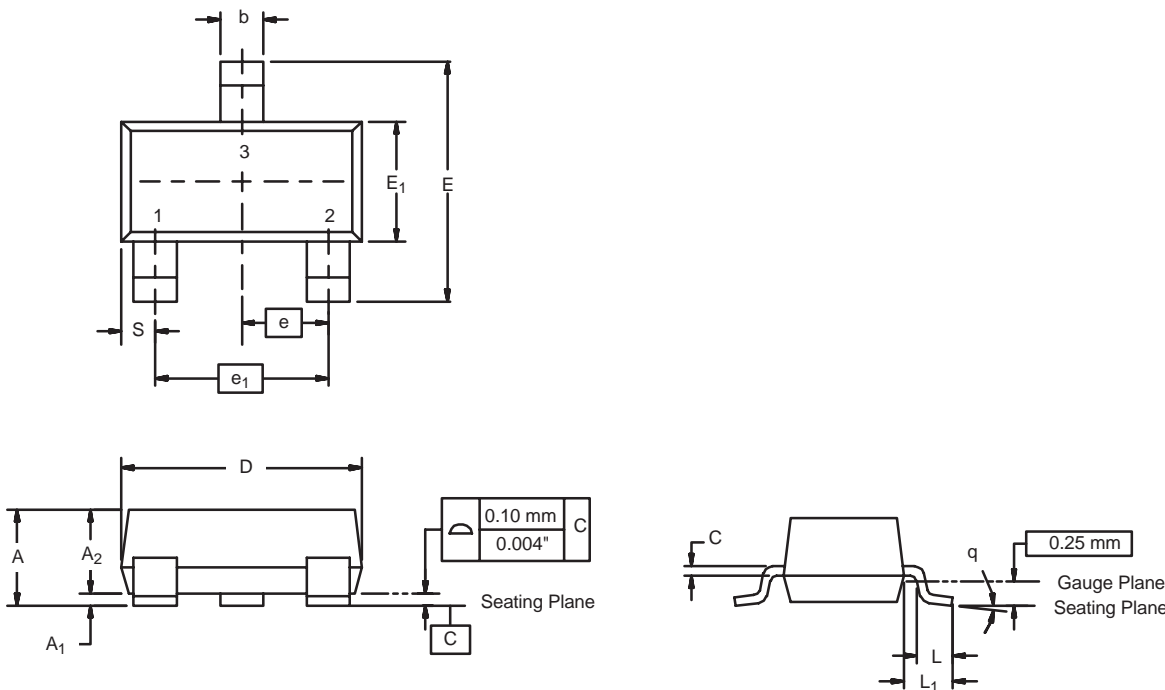 b
3
E₁
E
1
2
S
e
e₁
D
A
A₂
0.10 mm
C
0.004"
Seating Plane
A₁
C
C
q
0.25 mm
Gauge Plane
Seating Plane
L
L₁